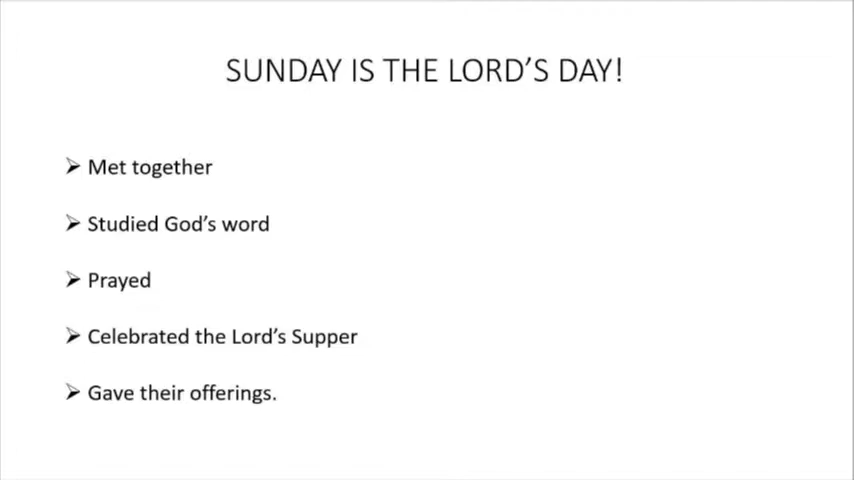 SUNDAY IS THE LORD’S DAY!
➢ Met together
➢ Studied God’s word
➢ Prayed
➢ Celebrated the Lord’s Supper
➢ Gave their offerings.